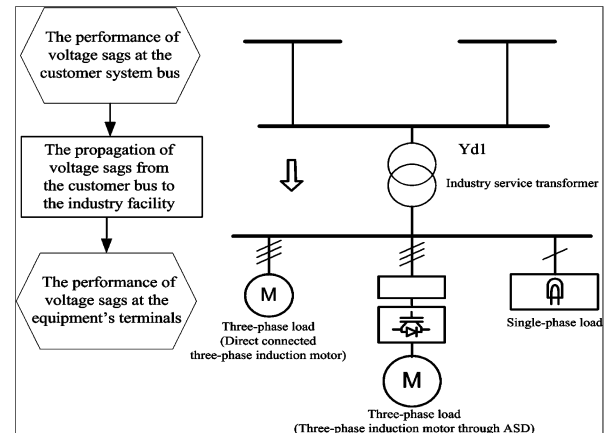 The performance of
voltage sags at the
customer system bus
The propagation of
voltage sags from
the customer bus to
the industry facility
The performance of
voltage sags at the
equipment's terminals
Yd1
Industry service transformer
M
Three-phase load
(Direct connected
three-phase induction motor)
M
Three-phase load
(Three-phase induction motor through ASD)
Single-phase load